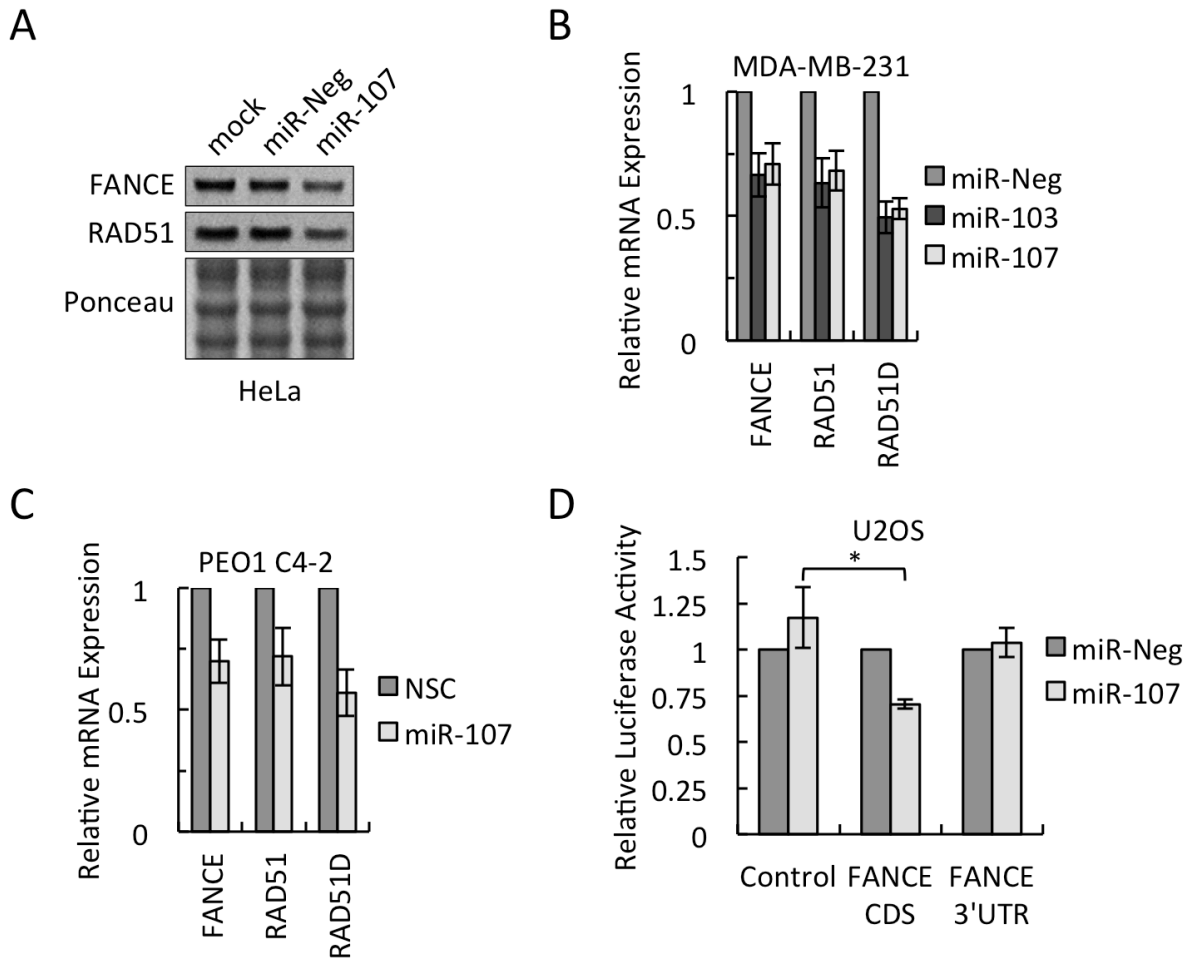 A
mock
miR-Neg
miR-107
FANCE
RAD51
Ponceau
HeLa
B
MDA-MB-231
Relative mRNA Expression
1
0.5
0
FANCE
RAD51
RAD51D
miR-Neg
miR-103
miR-107
C
PEO1 C4-2
Relative mRNA Expression
1
0.5
0
FANCE
RAD51
RAD51D
NSC
miR-107
D
U2OS
Relative Luciferase Activity
1.5
1.25
1
0.75
0.5
0.25
0
*
Control
FANCE
CDS
FANCE
3'UTR
miR-Neg
miR-107